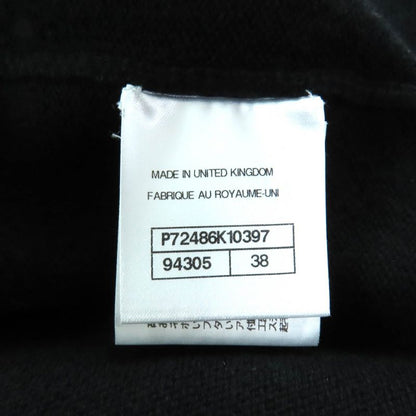 MADE IN UNITED KINGDOM
FABRIQUE AU ROYAUME-UNI
P72486K10397
94305 38